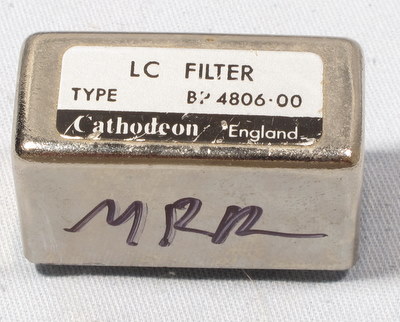 LC FILTER
TYPE BP 4806·00
Cathodeon England
MRR